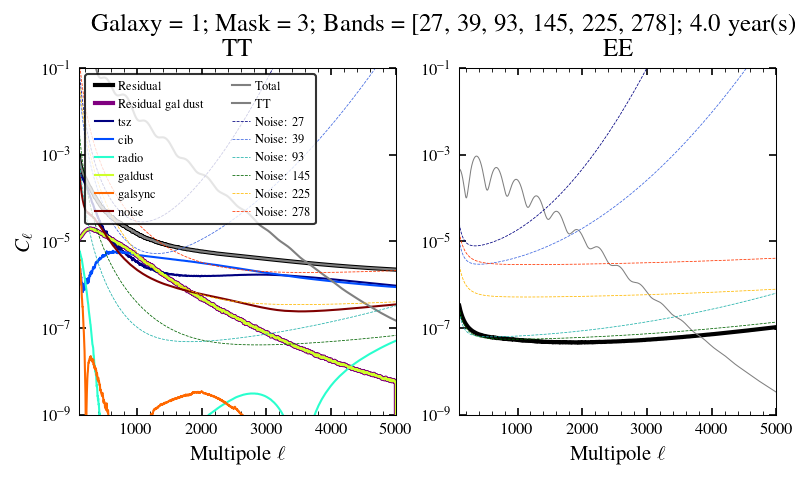 Galaxy = 1; Mask = 3; Bands = [27, 39, 93, 145, 225, 278]; 4.0 year(s)
TT
EE
10⁻¹
10⁻³
10⁻⁵
10⁻⁷
10⁻⁹
C_ℓ
Residual
Residual gal dust
tsz
cib
radio
galdust
galsync
noise
Total
TT
Noise: 27
Noise: 39
Noise: 93
Noise: 145
Noise: 225
Noise: 278
1000 2000 3000 4000 5000
Multipole ℓ
10⁻¹
10⁻³
10⁻⁵
10⁻⁷
10⁻⁹
1000 2000 3000 4000 5000
Multipole ℓ